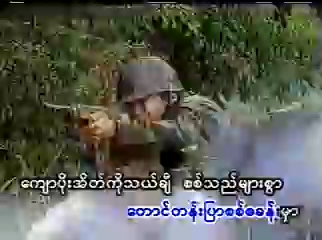 ကျောပိုးအိတ်ကိုသယ်ချီ စစ်သည်များစွာ
တောင်တန်းပြာစစ်စခန်းမှာ